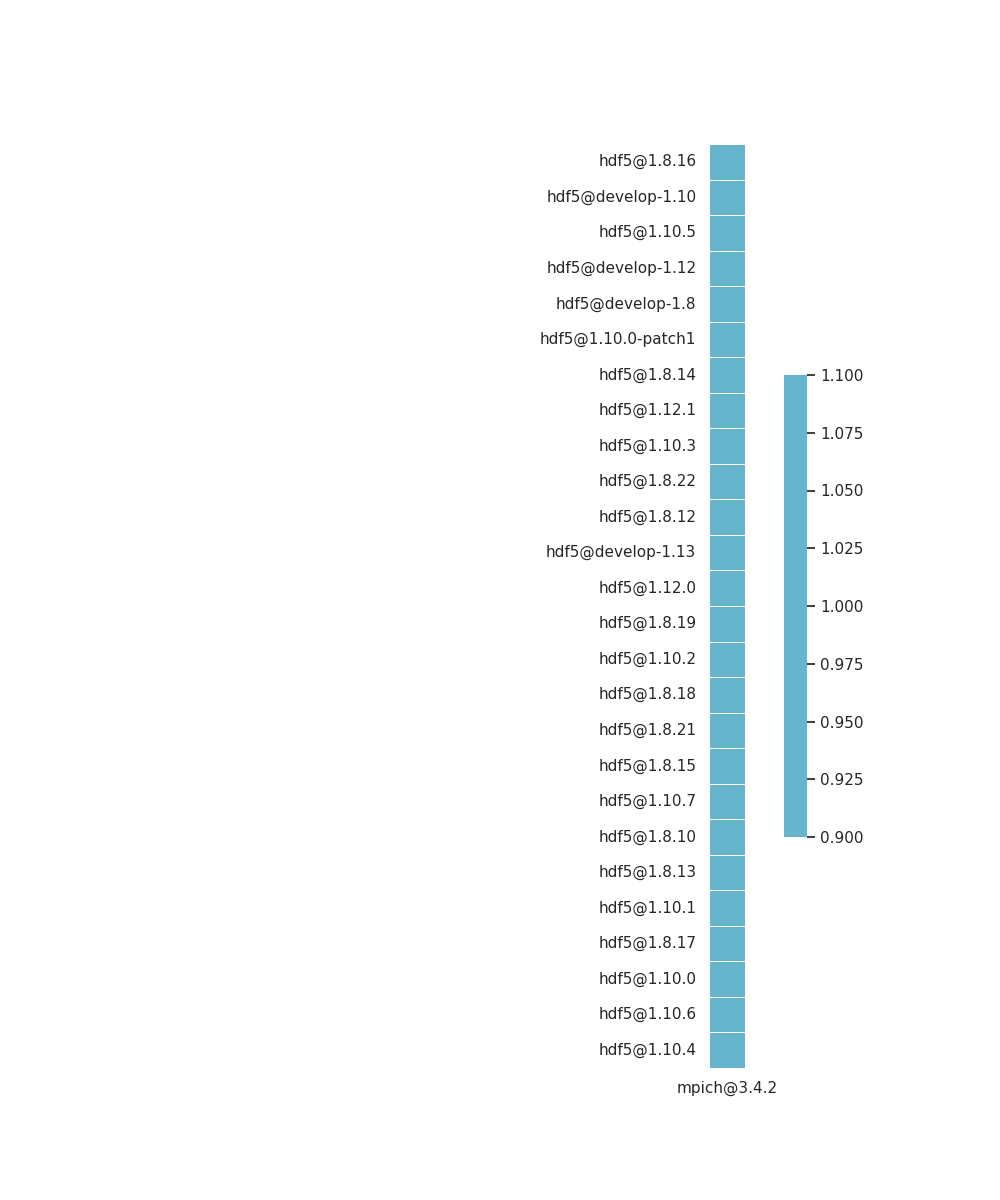 hdf5@1.8.16
hdf5@develop-1.10
hdf5@1.10.5
hdf5@develop-1.12
hdf5@develop-1.8
hdf5@1.10.0-patch1
hdf5@1.8.14
hdf5@1.12.1
hdf5@1.10.3
hdf5@1.8.22
hdf5@1.8.12
hdf5@develop-1.13
hdf5@1.12.0
hdf5@1.8.19
hdf5@1.10.2
hdf5@1.8.18
hdf5@1.8.21
hdf5@1.8.15
hdf5@1.10.7
hdf5@1.8.10
hdf5@1.8.13
hdf5@1.10.1
hdf5@1.8.17
hdf5@1.10.0
hdf5@1.10.6
hdf5@1.10.4
mpich@3.4.2
1.100
1.075
1.050
1.025
1.000
0.975
0.950
0.925
0.900